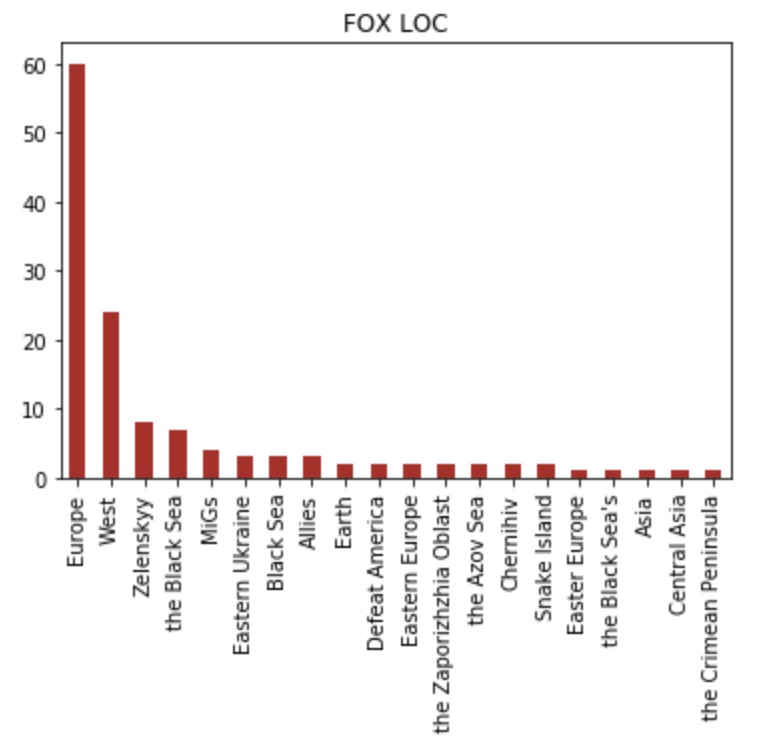 FOX LOC
60
50
40
30
20
10
0
Europe
West
Zelenskyy
the Black Sea
MiGs
Eastern Ukraine
Black Sea
Allies
Earth
Defeat America
Eastern Europe
the Zaporizhzhia Oblast
the Azov Sea
Chernihiv
Snake Island
Easter Europe
the Black Sea's
Asia
Central Asia
the Crimean Peninsula